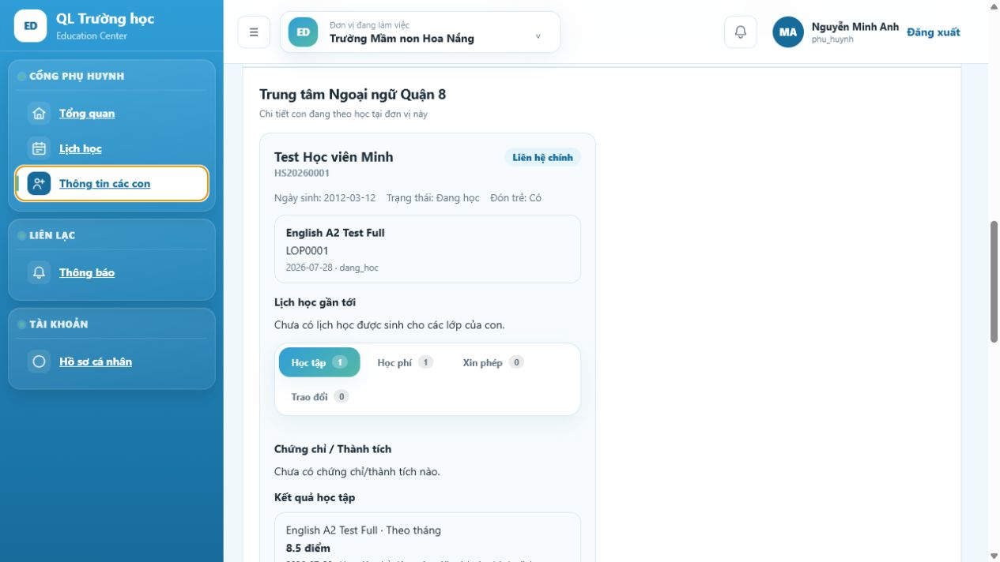 ED
QL Trường học
Education Center
CỔNG PHỤ HUYNH
Tổng quan
Lịch học
Thông tin các con
LIÊN LẠC
Thông báo
TÀI KHOẢN
Hồ sơ cá nhân
ED
Đơn vị đang làm việc
Trường Mầm non Hoa Nắng
MA
Nguyễn Minh Anh
phu_huynh
Đăng xuất
Trung tâm Ngoại ngữ Quận 8
Chi tiết con đang theo học tại đơn vị này
Test Học viên Minh
Liên hệ chính
HS20260001
Ngày sinh: 2012-03-12 Trạng thái: Đang học Đón trẻ: Có
English A2 Test Full
LOP0001
2026-07-28 · dang_hoc
Lịch học gần tới
Chưa có lịch học được sinh cho các lớp của con.
Học tập 1 Học phí 1 Xin phép 0
Trao đổi 0
Chứng chỉ / Thành tích
Chưa có chứng chỉ/thành tích nào.
Kết quả học tập
English A2 Test Full · Theo tháng
8.5 điểm